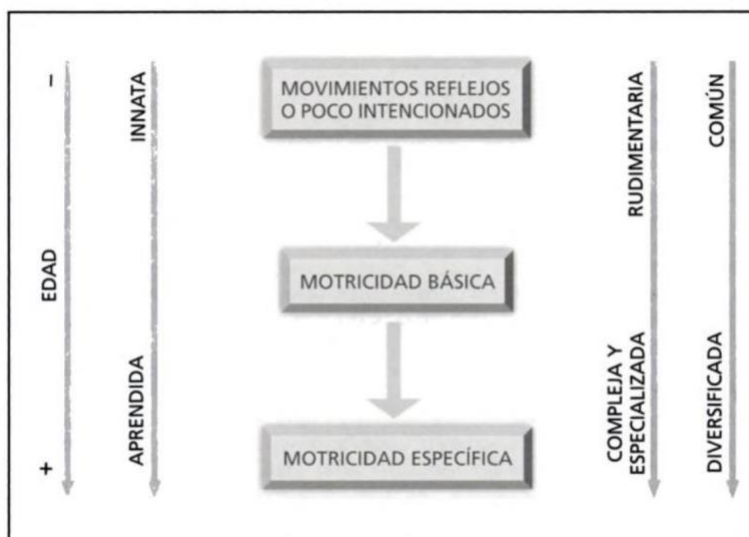 –
EDAD
+
INNATA
APRENDIDA
MOVIMIENTOS REFLEJOS
O POCO INTENCIONADOS
MOTRICIDAD BÁSICA
MOTRICIDAD ESPECÍFICA
RUDIMENTARIA
COMPLEJA Y
ESPECIALIZADA
COMÚN
DIVERSIFICADA